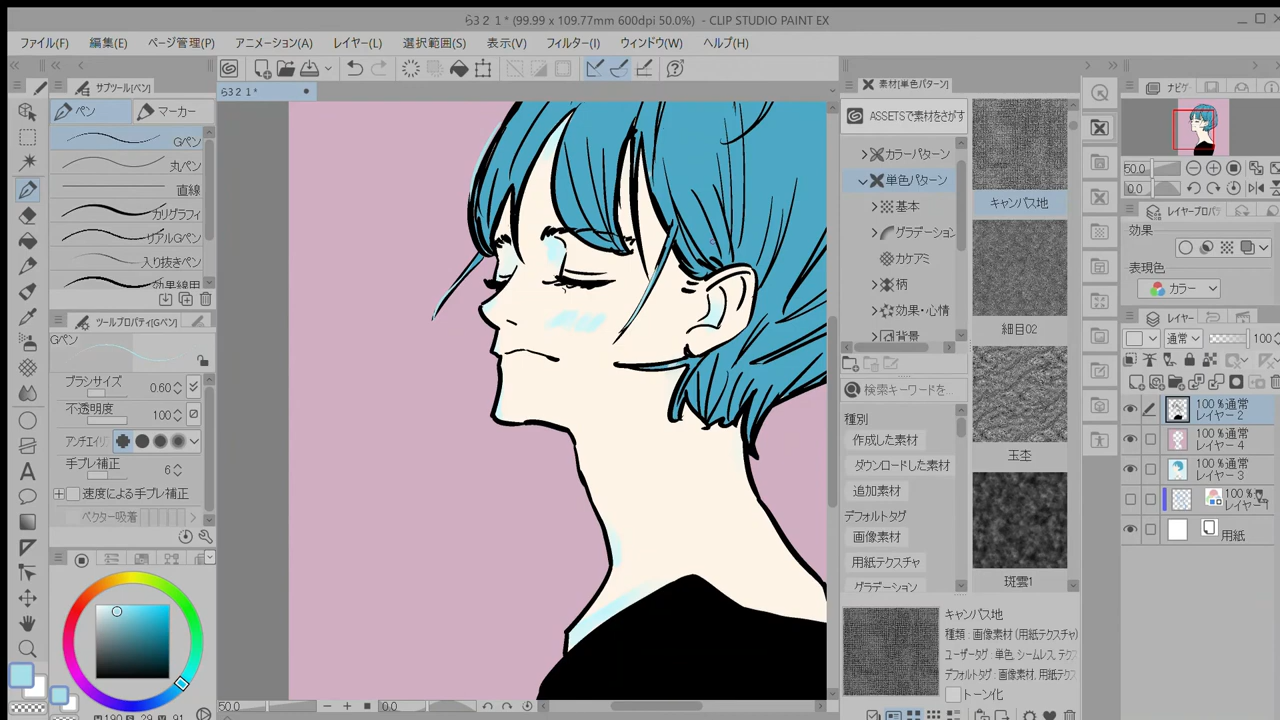 ら3 2 1* (99.99 x 109.77mm 600dpi 50.0%) - CLIP STUDIO PAINT EX
ファイル(F) 編集(E) ページ管理(P) アニメーション(A) レイヤー(L) 選択範囲(S) 表示(V) フィルター(I) ウィンドウ(W) ヘルプ(H)
サブツール[ペン]
ら3 2 1*
ペン マーカー
Gペン
丸ペン
直線
カリグラフィ
リアルGペン
入り抜きペン
効果線用
ツールプロパティ[Gペン]
Gペン
ブラシサイズ 0.60
不透明度 100
アンチエイリ
手ブレ補正 6
速度による手ブレ補正
ベクター吸着
50.0 0.0
素材[単色パターン]
ASSETSで素材をさがす
カラーパターン
単色パターン
基本
グラデーション
カケアミ
柄
効果・心情
背景
検索キーワードを
種別
作成した素材
ダウンロードした素材
追加素材
デフォルトタグ
画像素材
用紙テクスチャ
グラデーション
キャンバス地
細目02
玉杢
斑雲1
キャンバス地
種類 : 画像素材 (用紙テクスチャ)
ユーザータグ : 単色, シームレス, テクス
デフォルトタグ : 画像素材, 用紙テクス
トーン化
ナビゲ
50.0
0.0
レイヤープロパ
効果
表現色
カラー
レイヤー
通常 100
100 %通常
レイヤー 2
100 %通常
レイヤー 4
100 %通常
レイヤー 3
100 %
レイヤー 1
用紙